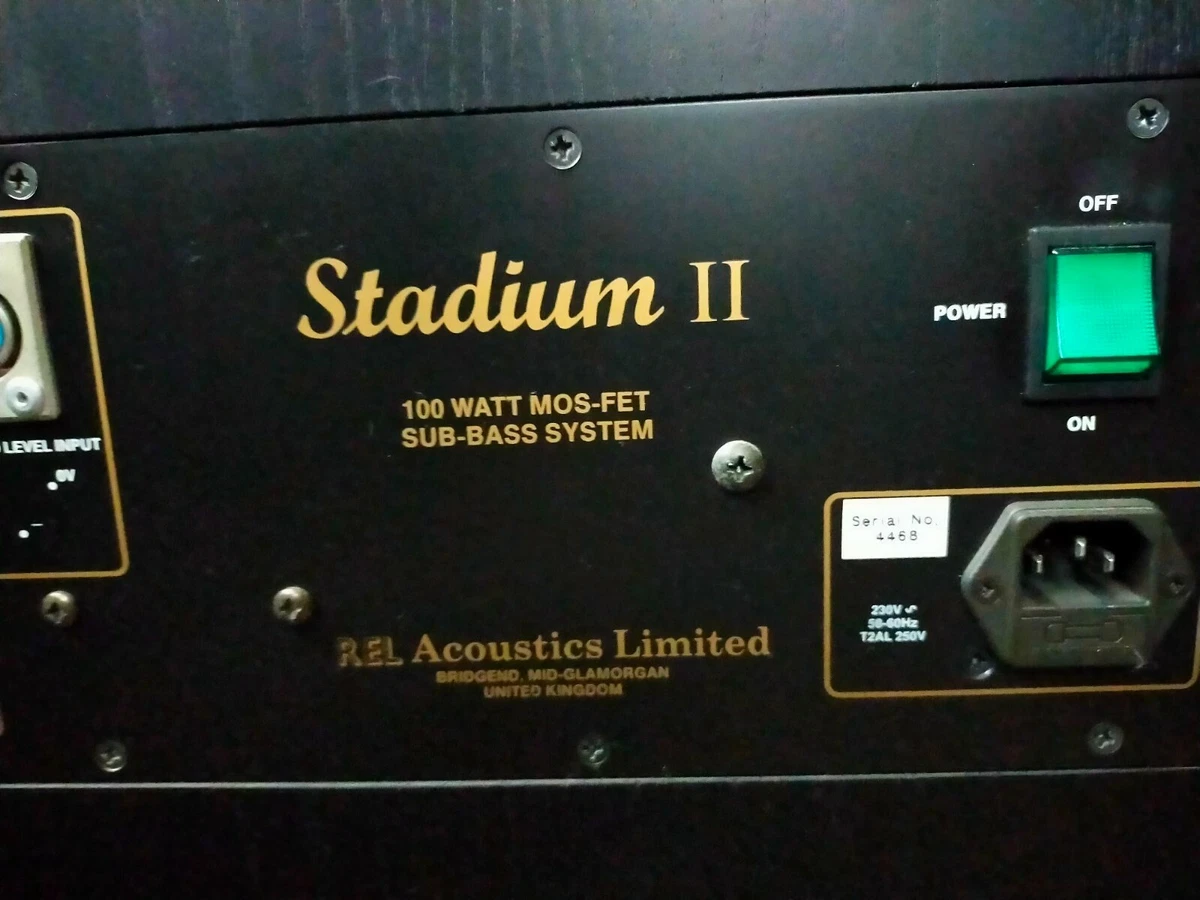 OFF
Stadium II
POWER
100 WATT MOS-FET
SUB-BASS SYSTEM
ON
LEVEL INPUT
0V
–
Serial No.
4468
230V ~
50-60Hz
T2AL 250V
REL Acoustics Limited
BRIDGEND, MID-GLAMORGAN
UNITED KINGDOM